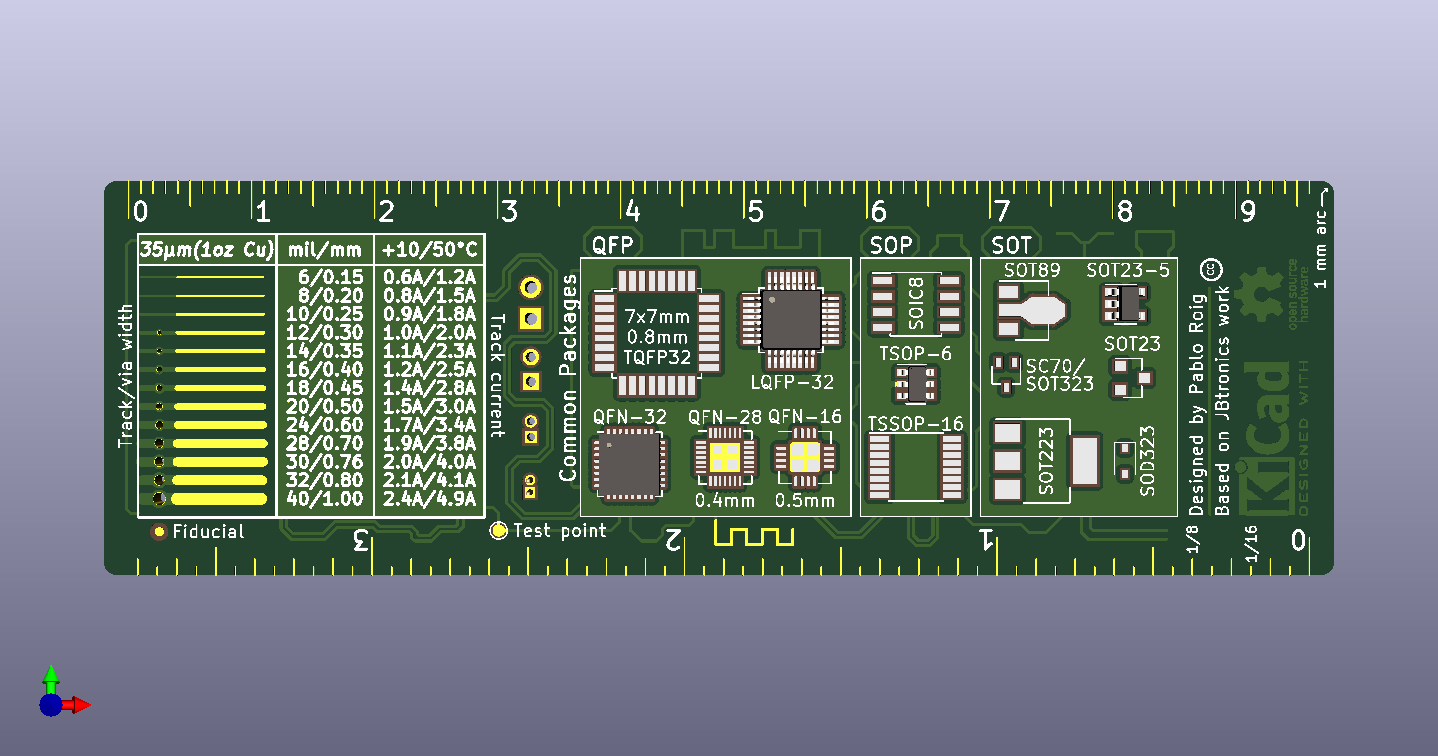 0 1 2 3 4 5 6 7 8 9
1 mm arc
35µm(1oz Cu) mil/mm +10/50°C
6/0.15 0.6A/1.2A
8/0.20 0.8A/1.5A
10/0.25 0.9A/1.8A
12/0.30 1.0A/2.0A
14/0.35 1.1A/2.3A
16/0.40 1.2A/2.5A
18/0.45 1.4A/2.8A
20/0.50 1.5A/3.0A
24/0.60 1.7A/3.4A
28/0.70 1.9A/3.8A
30/0.76 2.0A/4.0A
32/0.80 2.1A/4.1A
40/1.00 2.4A/4.9A
Track/via width
Track current
Common Packages
QFP
7x7mm
0.8mm
TQFP32
LQFP-32
QFN-32
QFN-28
0.4mm
QFN-16
0.5mm
SOP
SOIC8
TSOP-6
TSSOP-16
SOT
SOT89
SOT23-5
SC70/
SOT323
SOT23
SOT223
SOD323
cc
Designed by Pablo Roig
Based on JBtronics work
open source
hardware
KiCad
DESIGNED WITH
Fiducial
Test point
3 2 1 0
1/8
1/16